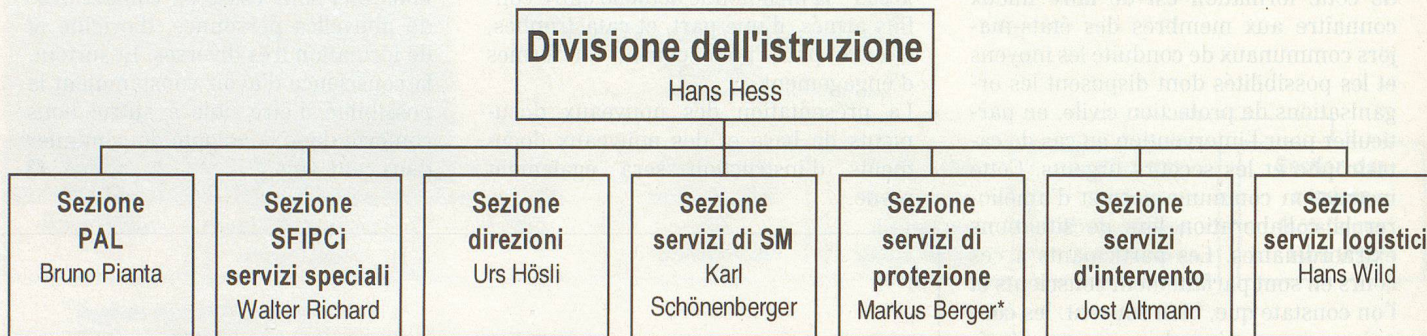 Divisione dell'istruzione
Hans Hess
Sezione
PAL
Bruno Pianta
Sezione
SFIPCi
servizi speciali
Walter Richard
Sezione
direzioni
Urs Hösli
Sezione
servizi di SM
Karl
Schönenberger
Sezione
servizi di
protezione
Markus Berger*
Sezione
servizi
d'intervento
Jost Altmann
Sezione
servizi logistici
Hans Wild